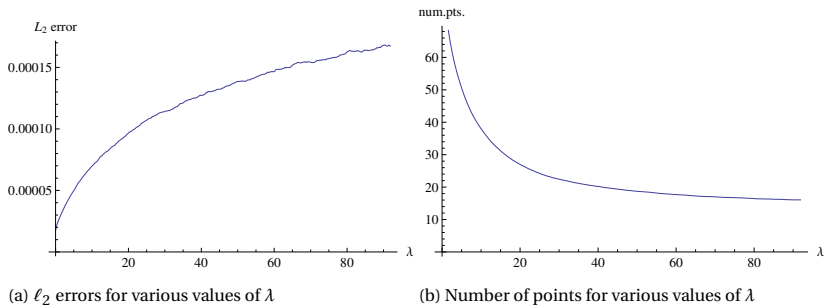 L2 error
0.00015
0.00010
0.00005
20 40 60 80 λ
num.pts.
60
50
40
30
20
10
20 40 60 80 λ
(a) ℓ2 errors for various values of λ
(b) Number of points for various values of λ